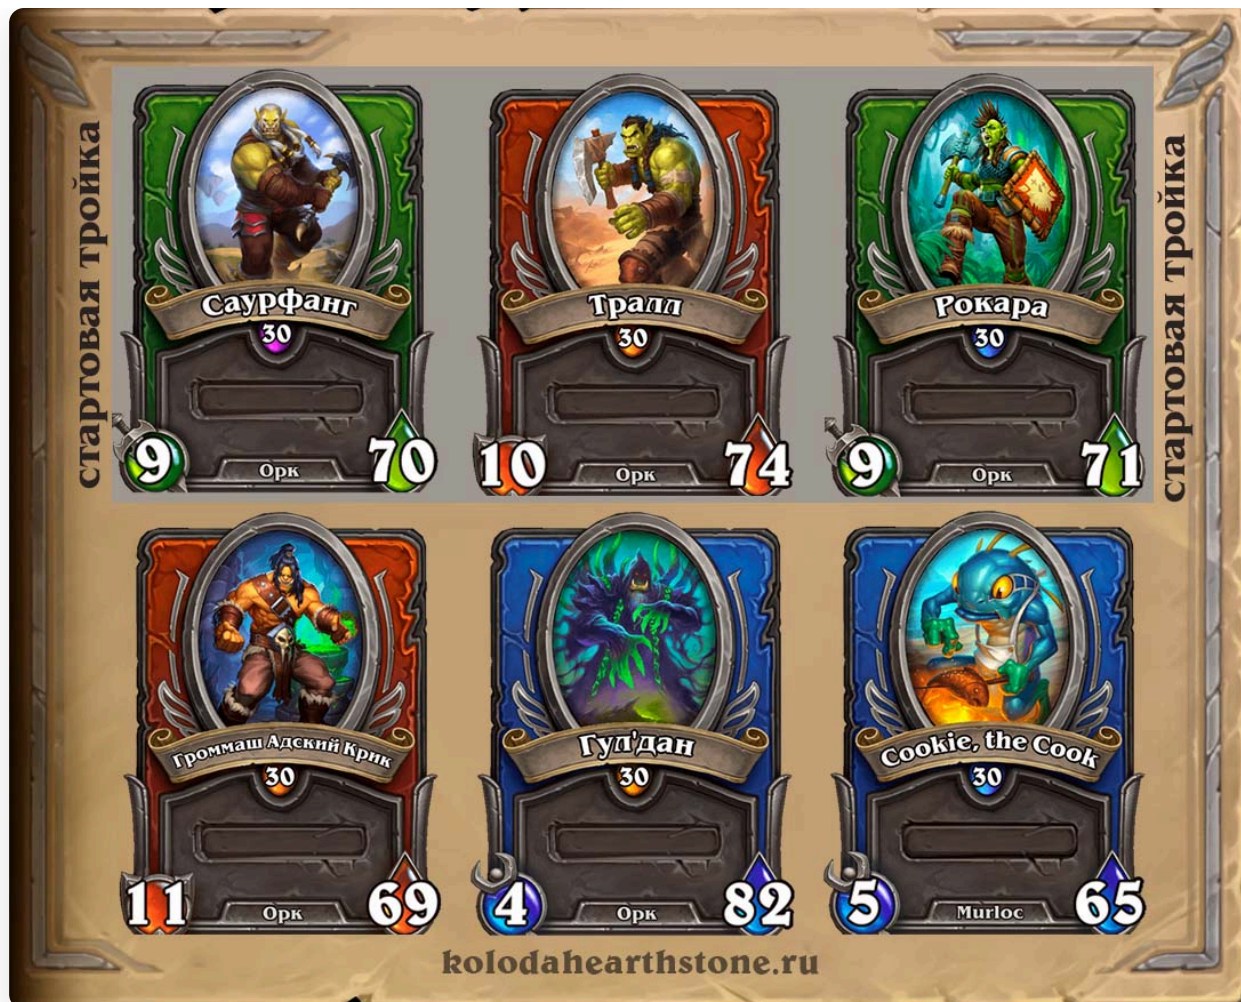 стартовая тройка
Саурфанг
30
9
Орк
70
Тралл
30
10
Орк
74
Рокара
30
9
Орк
71
стартовая тройка
Громмаш Адский Крик
30
11
Орк
69
Гул'дан
30
4
Орк
82
Cookie, the Cook
30
5
Murloc
65
kolodahearthstone.ru